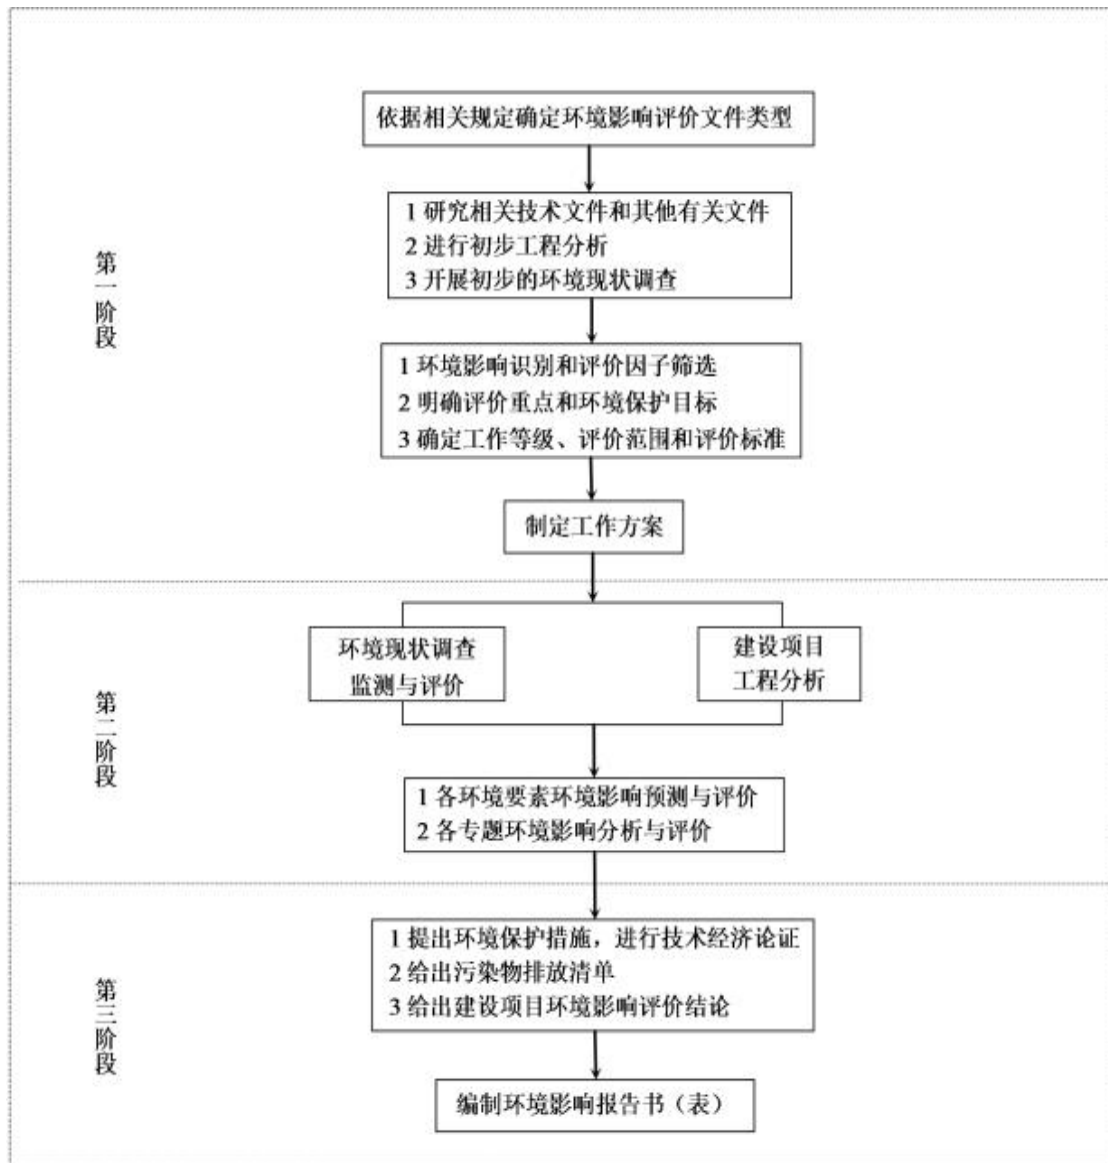 依据相关规定确定环境影响评价文件类型
1 研究相关技术文件和其他有关文件
2 进行初步工程分析
3 开展初步的环境现状调查
第一阶段
1 环境影响识别和评价因子筛选
2 明确评价重点和环境保护目标
3 确定工作等级、评价范围和评价标准
制定工作方案
环境现状调查
监测与评价
建设项目
工程分析
第二阶段
1 各环境要素环境影响预测与评价
2 各专题环境影响分析与评价
1 提出环境保护措施，进行技术经济论证
2 给出污染物排放清单
3 给出建设项目环境影响评价结论
第三阶段
编制环境影响报告书（表）